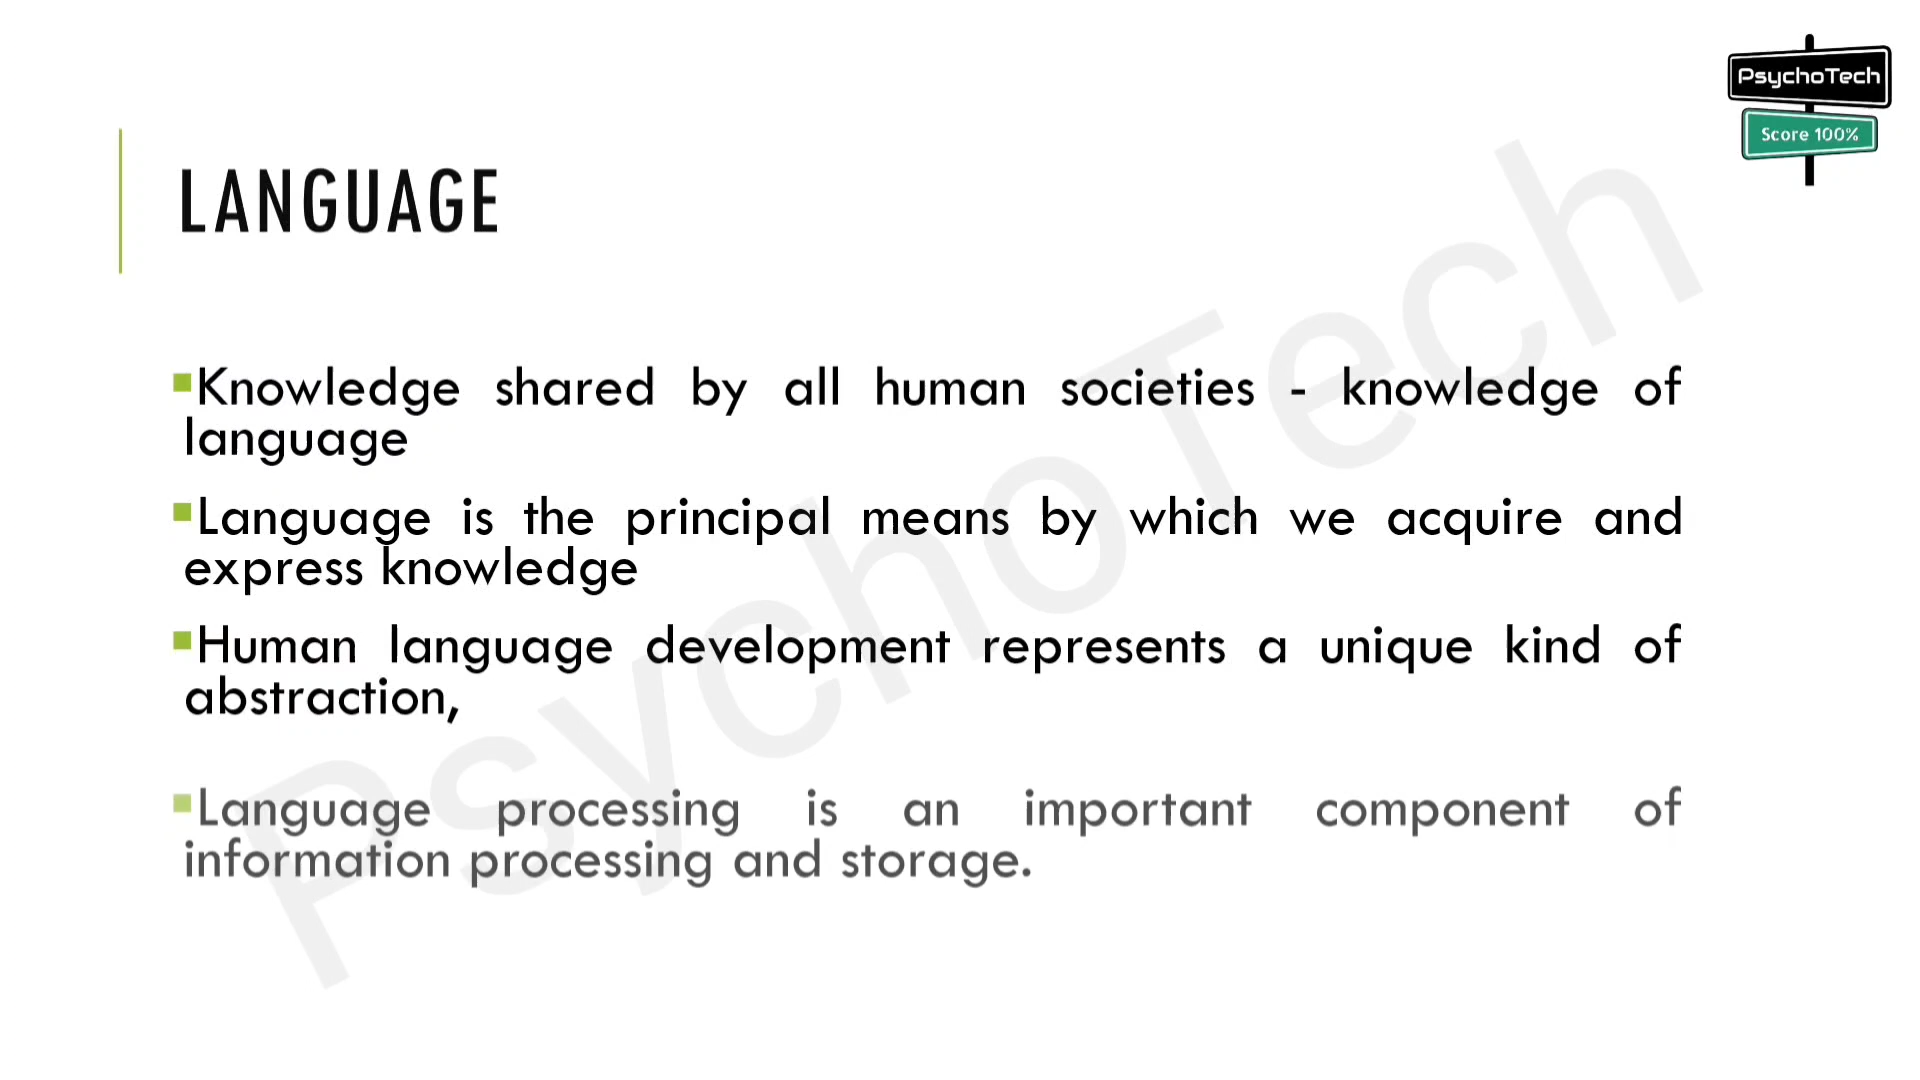 PsychoTech
Score 100%
LANGUAGE
▪Knowledge shared by all human societies - knowledge of
language
▪Language is the principal means by which we acquire and
express knowledge
▪Human language development represents a unique kind of
abstraction,
▪Language processing is an important component of
information processing and storage.
PsychoTech